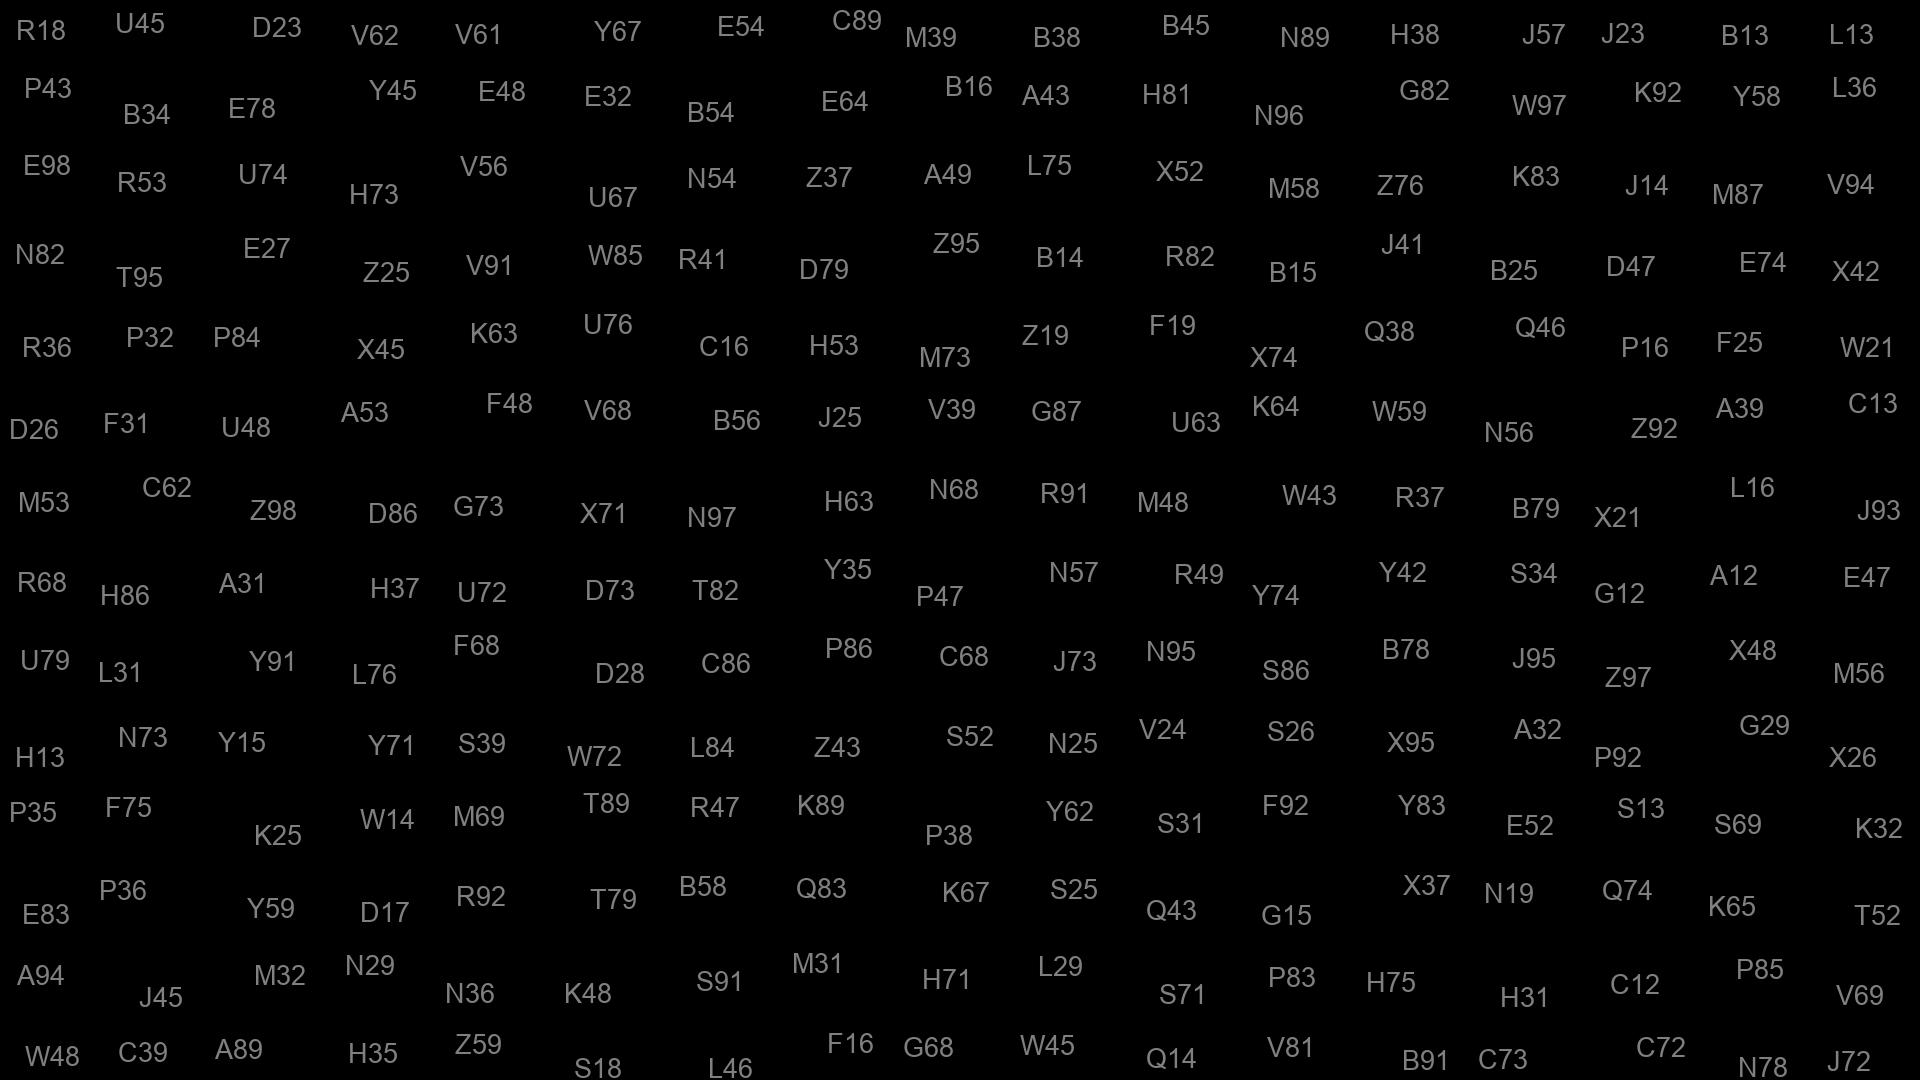 R18 U45 D23 V62 V61 Y67 E54 C89 M39 B38 B45 N89 H38 J57 J23 B13 L13
P43 B34 E78 Y45 E48 E32 B54 E64 B16 A43 H81 N96 G82 W97 K92 Y58 L36
E98 R53 U74 H73 V56 U67 N54 Z37 A49 L75 X52 M58 Z76 K83 J14 M87 V94
N82 T95 E27 Z25 V91 W85 R41 D79 Z95 B14 R82 B15 J41 B25 D47 E74 X42
R36 P32 P84 X45 K63 U76 C16 H53 M73 Z19 F19 X74 Q38 Q46 P16 F25 W21
D26 F31 U48 A53 F48 V68 B56 J25 V39 G87 U63 K64 W59 N56 Z92 A39 C13
M53 C62 Z98 D86 G73 X71 N97 H63 N68 R91 M48 W43 R37 B79 X21 L16 J93
R68 H86 A31 H37 U72 D73 T82 Y35 P47 N57 R49 Y74 Y42 S34 G12 A12 E47
U79 L31 Y91 L76 F68 D28 C86 P86 C68 J73 N95 S86 B78 J95 Z97 X48 M56
H13 N73 Y15 Y71 S39 W72 L84 Z43 S52 N25 V24 S26 X95 A32 P92 G29 X26
P35 F75 K25 W14 M69 T89 R47 K89 P38 Y62 S31 F92 Y83 E52 S13 S69 K32
E83 P36 Y59 D17 R92 T79 B58 Q83 K67 S25 Q43 G15 X37 N19 Q74 K65 T52
A94 J45 M32 N29 N36 K48 S91 M31 H71 L29 S71 P83 H75 H31 C12 P85 V69
W48 C39 A89 H35 Z59 S18 L46 F16 G68 W45 Q14 V81 B91 C73 C72 N78 J72